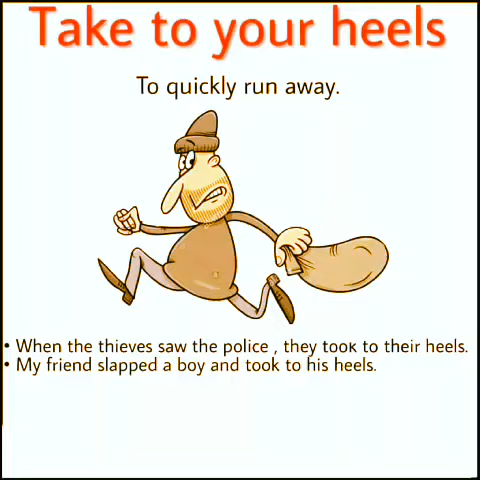 Take to your heels
To quickly run away.
• When the thieves saw the police , they took to their heels.
• My friend slapped a boy and took to his heels.